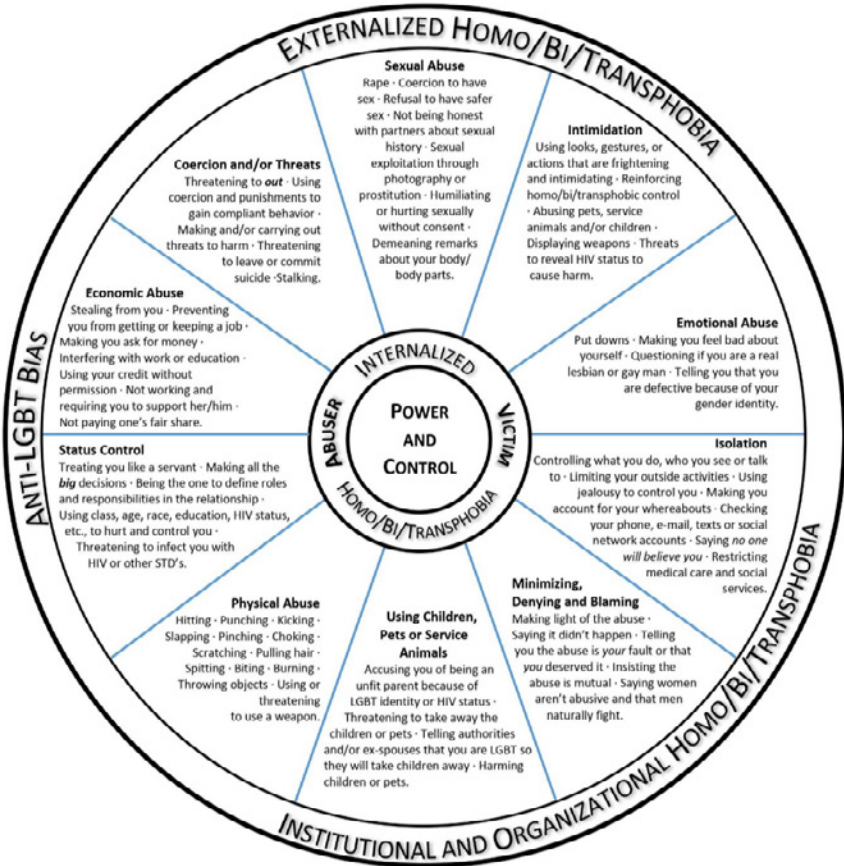 EXTERNALIZED HOMO/BI/TRANSPHOBIA
Sexual Abuse
Rape · Coercion to have
sex · Refusal to have safer
sex · Not being honest
with partners about sexual
history · Sexual
exploitation through
photography or
prostitution · Humiliating
or hurting sexually
without consent ·
Demeaning remarks
about your body/
body parts.
Intimidation
Using looks, gestures, or
actions that are frightening
and intimidating · Reinforcing
homo/bi/transphobic control
· Abusing pets, service
animals and/or children ·
Displaying weapons · Threats
to reveal HIV status to
cause harm.
Emotional Abuse
Put downs · Making you feel bad about
yourself · Questioning if you are a real
lesbian or gay man · Telling you that you
are defective because of your
gender identity.
Isolation
Controlling what you do, who you see or talk
to · Limiting your outside activities · Using
jealousy to control you · Making you
account for your whereabouts · Checking
your phone, e-mail, texts or social
network accounts · Saying no one
will believe you · Restricting
medical care and social
services.
Minimizing,
Denying and Blaming
Making light of the abuse ·
Saying it didn't happen · Telling
you the abuse is your fault or that
you deserved it · Insisting the
abuse is mutual · Saying women
aren't abusive and that men
naturally fight.
Using Children,
Pets or Service
Animals
Accusing you of being an
unfit parent because of
LGBT identity or HIV status ·
Threatening to take away the
children or pets · Telling authorities
and/or ex-spouses that you are LGBT so
they will take children away · Harming
children or pets.
Physical Abuse
Hitting · Punching · Kicking ·
Slapping · Pinching · Choking ·
Scratching · Pulling hair ·
Spitting · Biting · Burning ·
Throwing objects · Using or
threatening
to use a weapon.
Status Control
Treating you like a servant · Making all the
big decisions · Being the one to define roles
and responsibilities in the relationship ·
Using class, age, race, education, HIV status,
etc., to hurt and control you ·
Threatening to infect you with
HIV or other STD's.
Economic Abuse
Stealing from you · Preventing
you from getting or keeping a job ·
Making you ask for money ·
Interfering with work or education ·
Using your credit without
permission · Not working and
requiring you to support her/him ·
Not paying one's fair share.
Coercion and/or Threats
Threatening to out · Using
coercion and punishments to
gain compliant behavior ·
Making and/or carrying out
threats to harm · Threatening
to leave or commit
suicide ·Stalking.
INTERNALIZED
HOMO/BI/TRANSPHOBIA
ABUSER
VICTIM
POWER
AND
CONTROL
ANTI-LGBT BIAS
INSTITUTIONAL AND ORGANIZATIONAL HOMO/BI/TRANSPHOBIA